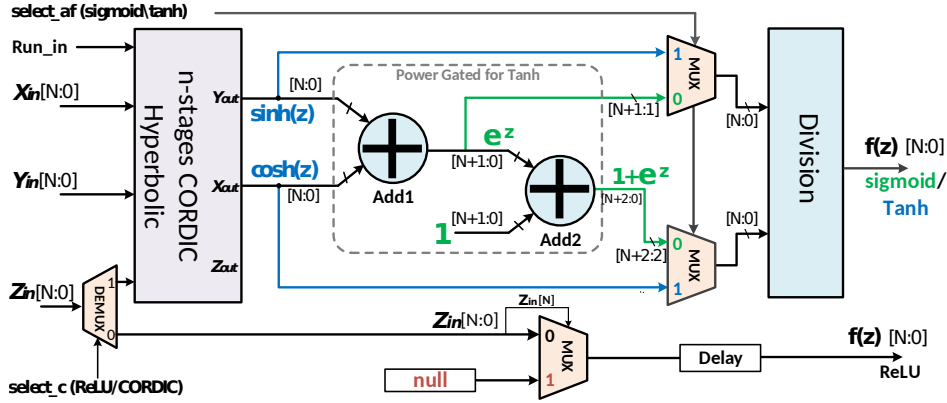 select_af (sigmoid\tanh)
Run_in
Xin[N:0]
Yin[N:0]
Zin[N:0]
n-stages CORDIC
Hyperbolic
Yout
Xout
Zout
sinh(z)
cosh(z)
[N:0]
[N:0]
Power Gated for Tanh
Add1
e^z
[N+1:0]
1
[N+1:0]
Add2
1+e^z
[N+2:0]
[N+1:1]
[N+2:2]
1
MUX
0
[N:0]
0
MUX
1
[N:0]
Division
f(z) [N:0]
sigmoid/
Tanh
DEMUX
1
0
select_c (ReLU/CORDIC)
Zin[N:0]
Zin[N]
0
MUX
1
null
Delay
f(z) [N:0]
ReLU